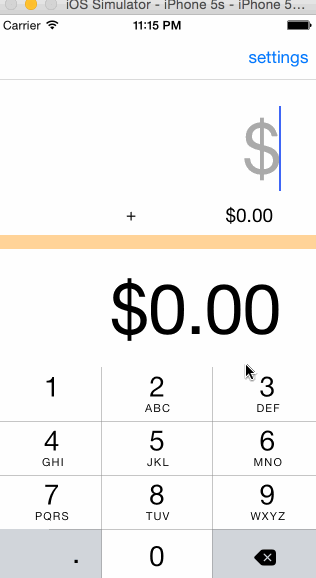 iOS Simulator - iPhone 5s - iPhone 5...
Carrier 11:15 PM
settings
$
+ $0.00
$0.00
1 2 3
ABC DEF
4 5 6
GHI JKL MNO
7 8 9
PQRS TUV WXYZ
. 0